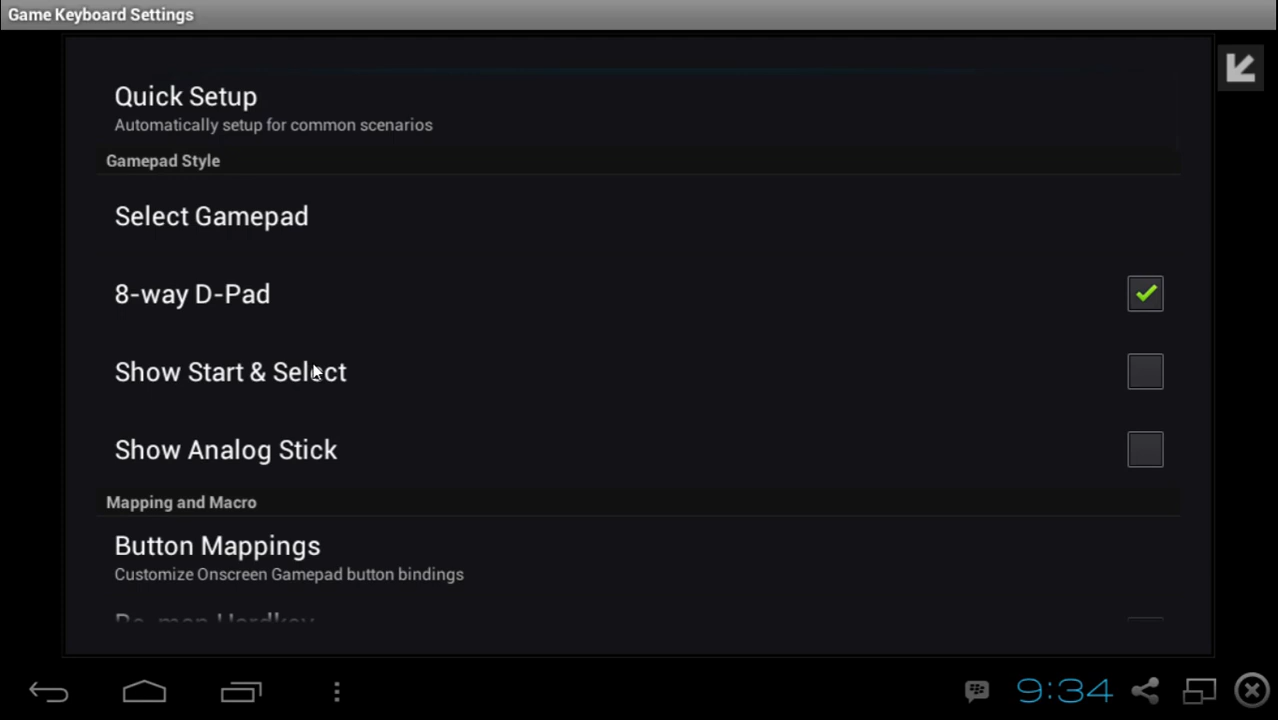 Game Keyboard Settings
Quick Setup
Automatically setup for common scenarios
Gamepad Style
Select Gamepad
8-way D-Pad
Show Start & Select
Show Analog Stick
Mapping and Macro
Button Mappings
Customize Onscreen Gamepad button bindings
9:34